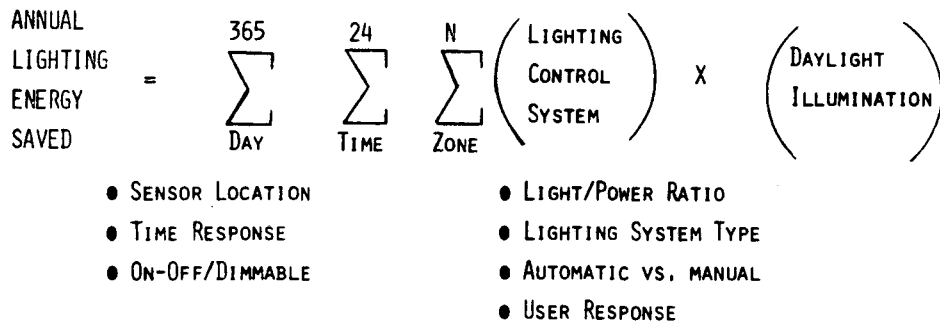 ANNUAL
LIGHTING
ENERGY
SAVED
=
365
∑
DAY
24
∑
TIME
N
∑
ZONE
LIGHTING
CONTROL
SYSTEM
X
DAYLIGHT
ILLUMINATION
• SENSOR LOCATION
• TIME RESPONSE
• ON-OFF/DIMMABLE
• LIGHT/POWER RATIO
• LIGHTING SYSTEM TYPE
• AUTOMATIC VS. MANUAL
• USER RESPONSE